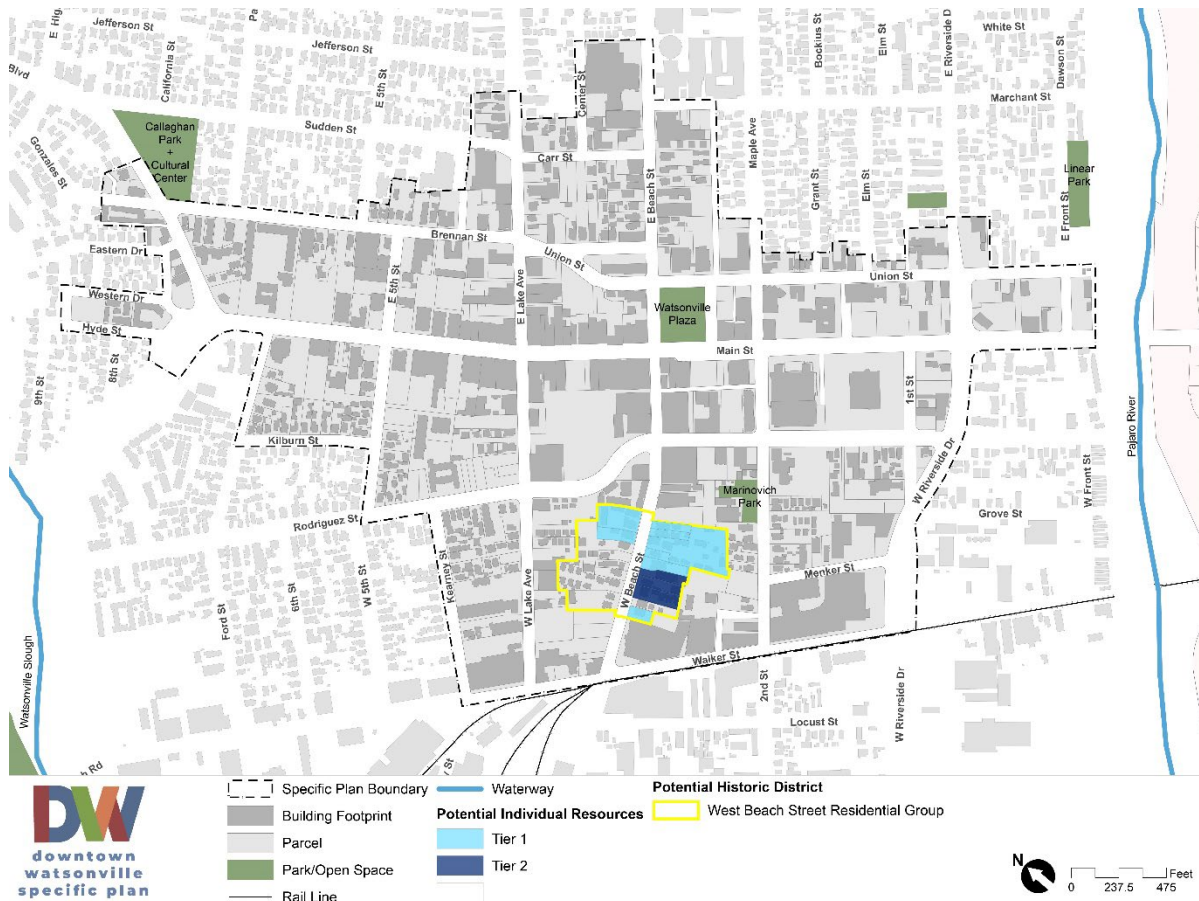 E Hig
California St
Pa
Jefferson St
Jefferson St
Blvd
E 5th St
Center St
Bockius St
Elm St
E Riverside D
White St
Dawson St
Marchant St
Gonzales St
Callaghan
Park
+
Cultural
Center
Sudden St
Carr St
E Beach St
Maple Ave
Grant St
Elm St
Linear
Park
E Front St
Brennan St
Union St
Eastern Dr
E 5th St
E Lake Ave
Union St
Western Dr
Watsonville
Plaza
Hyde St
Main St
9th St
8th St
1st St
Kilburn St
W Riverside Dr
Pajaro River
Marinovich
Park
W Front St
Rodriguez St
Grove St
Kearney St
W Lake Ave
W Beach St
Menker St
Ford St
6th St
W 5th St
Watsonville Slough
Walker St
2nd St
W Riverside Dr
Locust St
h Rd
y St
DW
downtown
watsonville
specific plan
Specific Plan Boundary
Building Footprint
Parcel
Park/Open Space
Rail Line
Waterway
Potential Individual Resources
Tier 1
Tier 2
Potential Historic District
West Beach Street Residential Group
N
Feet
0 237.5 475